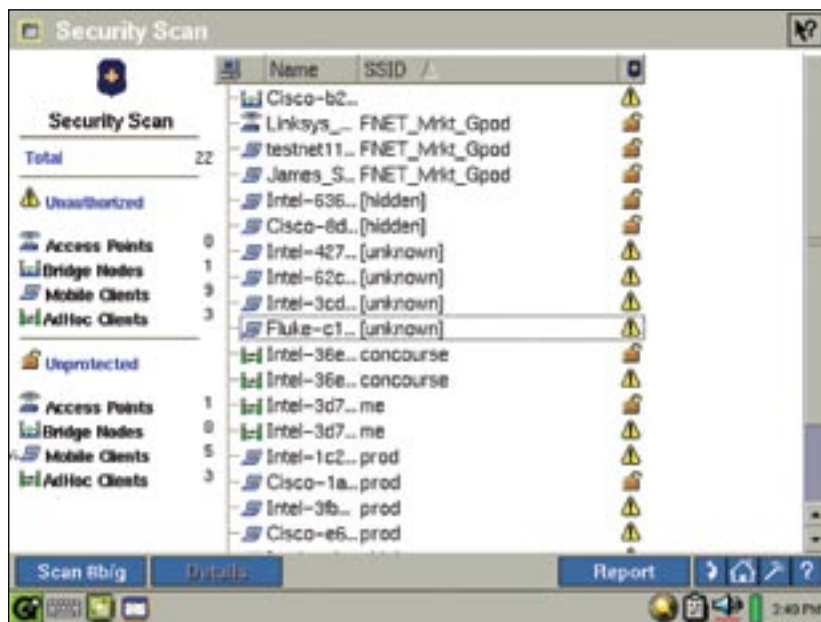 Security Scan
Name SSID
Security Scan
Total 22
Unauthorized
Access Points 0
Bridge Nodes 1
Mobile Clients 9
AdHoc Clients 3
Unprotected
Access Points 1
Bridge Nodes 0
Mobile Clients 5
AdHoc Clients 3
Cisco-b2...
Linksys_... FNET_Mrkt_Gpod
testnet11... FNET_Mrkt_Gpod
James_S... FNET_Mrkt_Gpod
Intel-636... [hidden]
Cisco-8d... [hidden]
Intel-427... [unknown]
Intel-62c... [unknown]
Intel-3cd... [unknown]
Fluke-c1... [unknown]
Intel-36e... concourse
Intel-36e... concourse
Intel-3d7... me
Intel-3d7... me
Intel-1c2... prod
Cisco-1a... prod
Intel-3fb... prod
Cisco-e6... prod
Scan 8b/g Details Report ?
2:40 PM